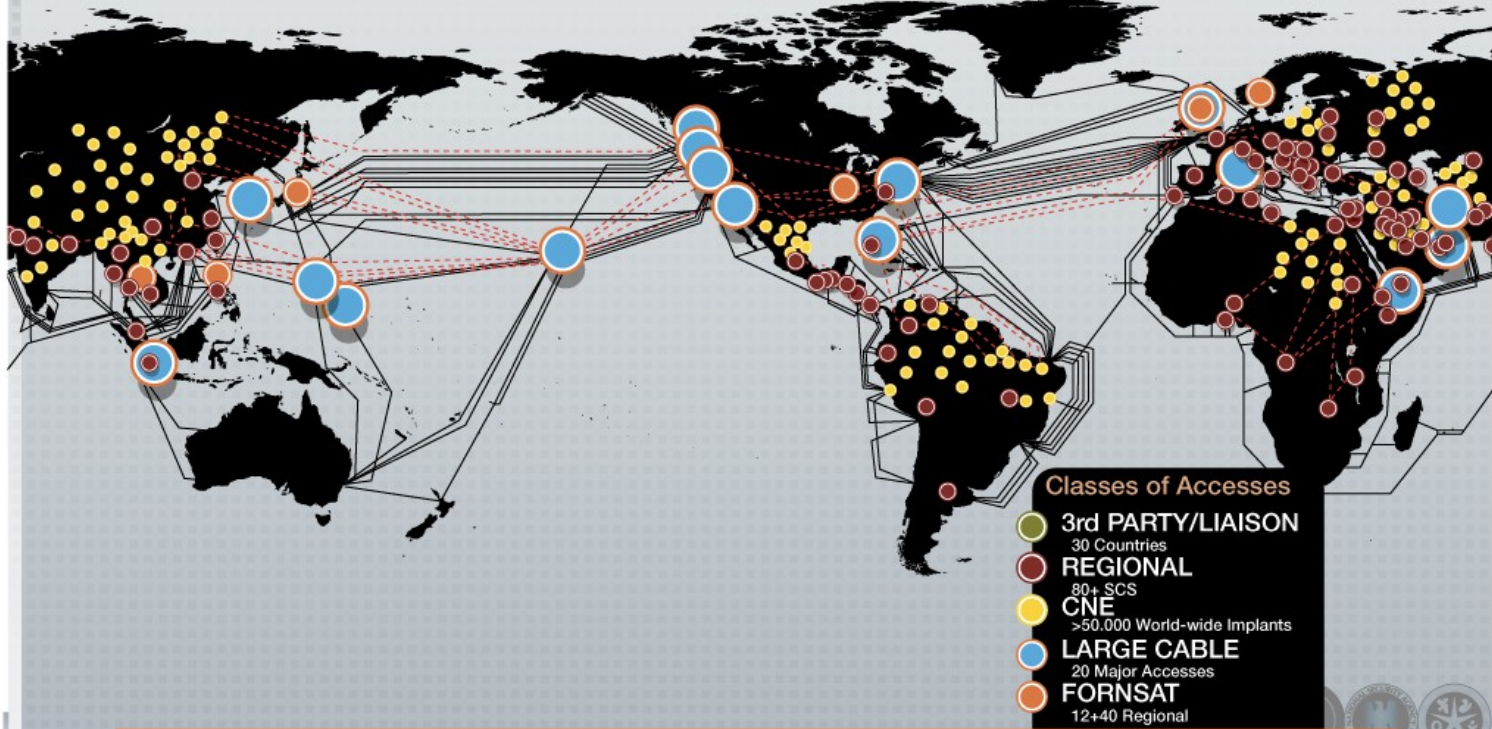 Classes of Accesses
3rd PARTY/LIAISON
30 Countries
REGIONAL
80+ SCS
CNE
>50.000 World-wide Implants
LARGE CABLE
20 Major Accesses
FORNSAT
12+40 Regional